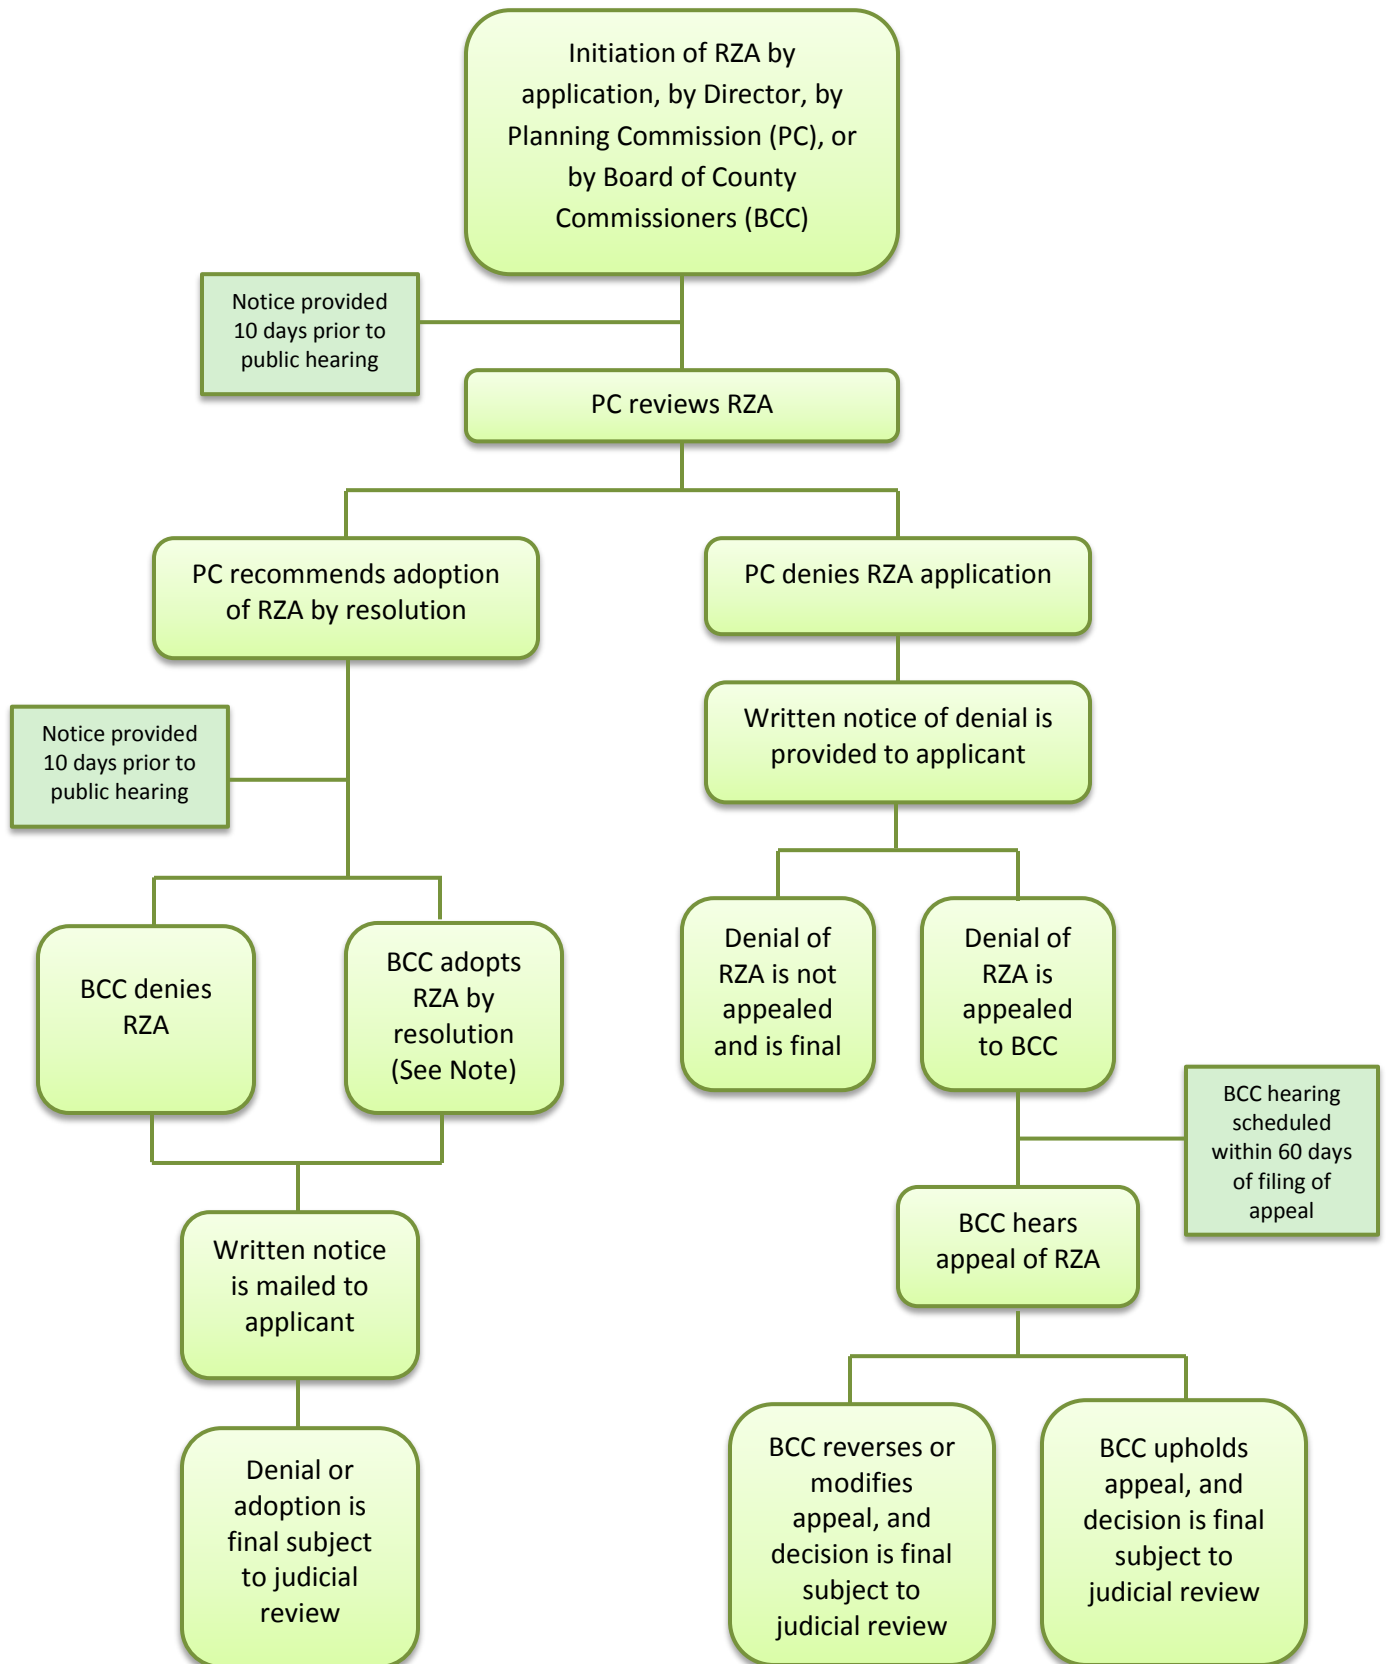 Initiation of RZA by
application, by Director, by
Planning Commission (PC), or
by Board of County
Commissioners (BCC)
Notice provided
10 days prior to
public hearing
PC reviews RZA
PC recommends adoption
of RZA by resolution
PC denies RZA application
Written notice of denial is
provided to applicant
Notice provided
10 days prior to
public hearing
BCC denies
RZA
BCC adopts
RZA by
resolution
(See Note)
Denial of
RZA is not
appealed
and is final
Denial of
RZA is
appealed
to BCC
BCC hearing
scheduled
within 60 days
of filing of
appeal
Written notice
is mailed to
applicant
BCC hears
appeal of RZA
Denial or
adoption is
final subject
to judicial
review
BCC reverses or
modifies
appeal, and
decision is final
subject to
judicial review
BCC upholds
appeal, and
decision is final
subject to
judicial review